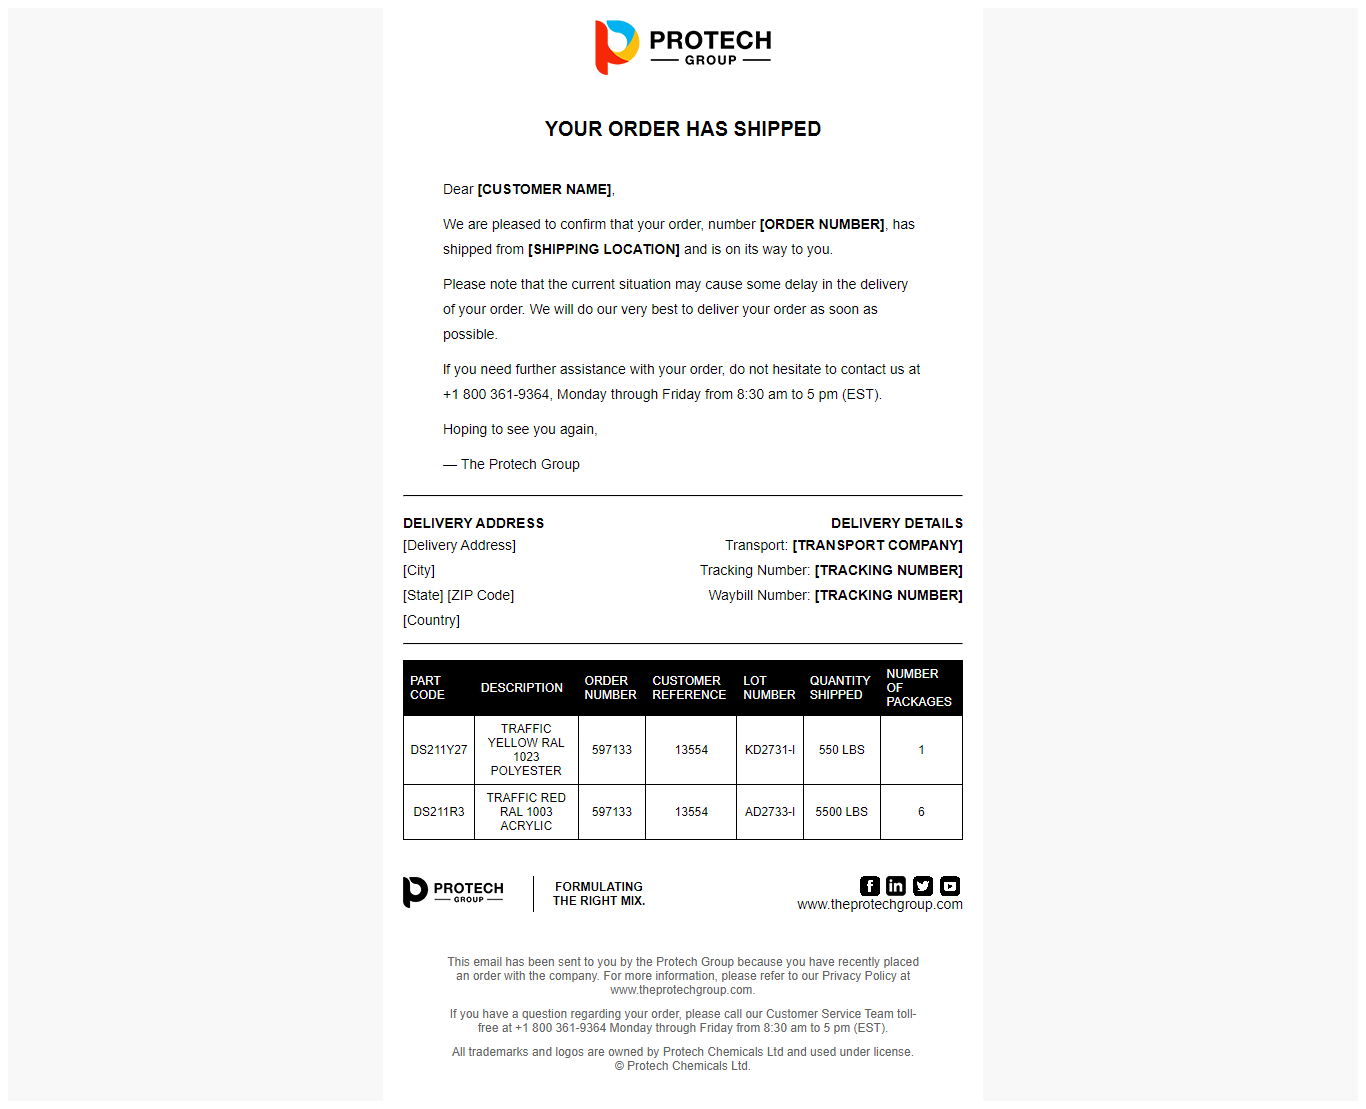 PROTECH
GROUP
YOUR ORDER HAS SHIPPED
Dear [CUSTOMER NAME],
We are pleased to confirm that your order, number [ORDER NUMBER], has
shipped from [SHIPPING LOCATION] and is on its way to you.
Please note that the current situation may cause some delay in the delivery
of your order. We will do our very best to deliver your order as soon as
possible.
If you need further assistance with your order, do not hesitate to contact us at
+1 800 361-9364, Monday through Friday from 8:30 am to 5 pm (EST).
Hoping to see you again,
— The Protech Group
DELIVERY ADDRESS
[Delivery Address]
[City]
[State] [ZIP Code]
[Country]
DELIVERY DETAILS
Transport: [TRANSPORT COMPANY]
Tracking Number: [TRACKING NUMBER]
Waybill Number: [TRACKING NUMBER]
PART
CODE
DESCRIPTION
ORDER
NUMBER
CUSTOMER
REFERENCE
LOT
NUMBER
QUANTITY
SHIPPED
NUMBER
OF
PACKAGES
DS211Y27
TRAFFIC
YELLOW RAL
1023
POLYESTER
597133
13554
KD2731-I
550 LBS
1
DS211R3
TRAFFIC RED
RAL 1003
ACRYLIC
597133
13554
AD2733-I
5500 LBS
6
PROTECH
GROUP
FORMULATING
THE RIGHT MIX.
www.theprotechgroup.com
This email has been sent to you by the Protech Group because you have recently placed
an order with the company. For more information, please refer to our Privacy Policy at
www.theprotechgroup.com.
If you have a question regarding your order, please call our Customer Service Team toll-
free at +1 800 361-9364 Monday through Friday from 8:30 am to 5 pm (EST).
All trademarks and logos are owned by Protech Chemicals Ltd and used under license.
© Protech Chemicals Ltd.